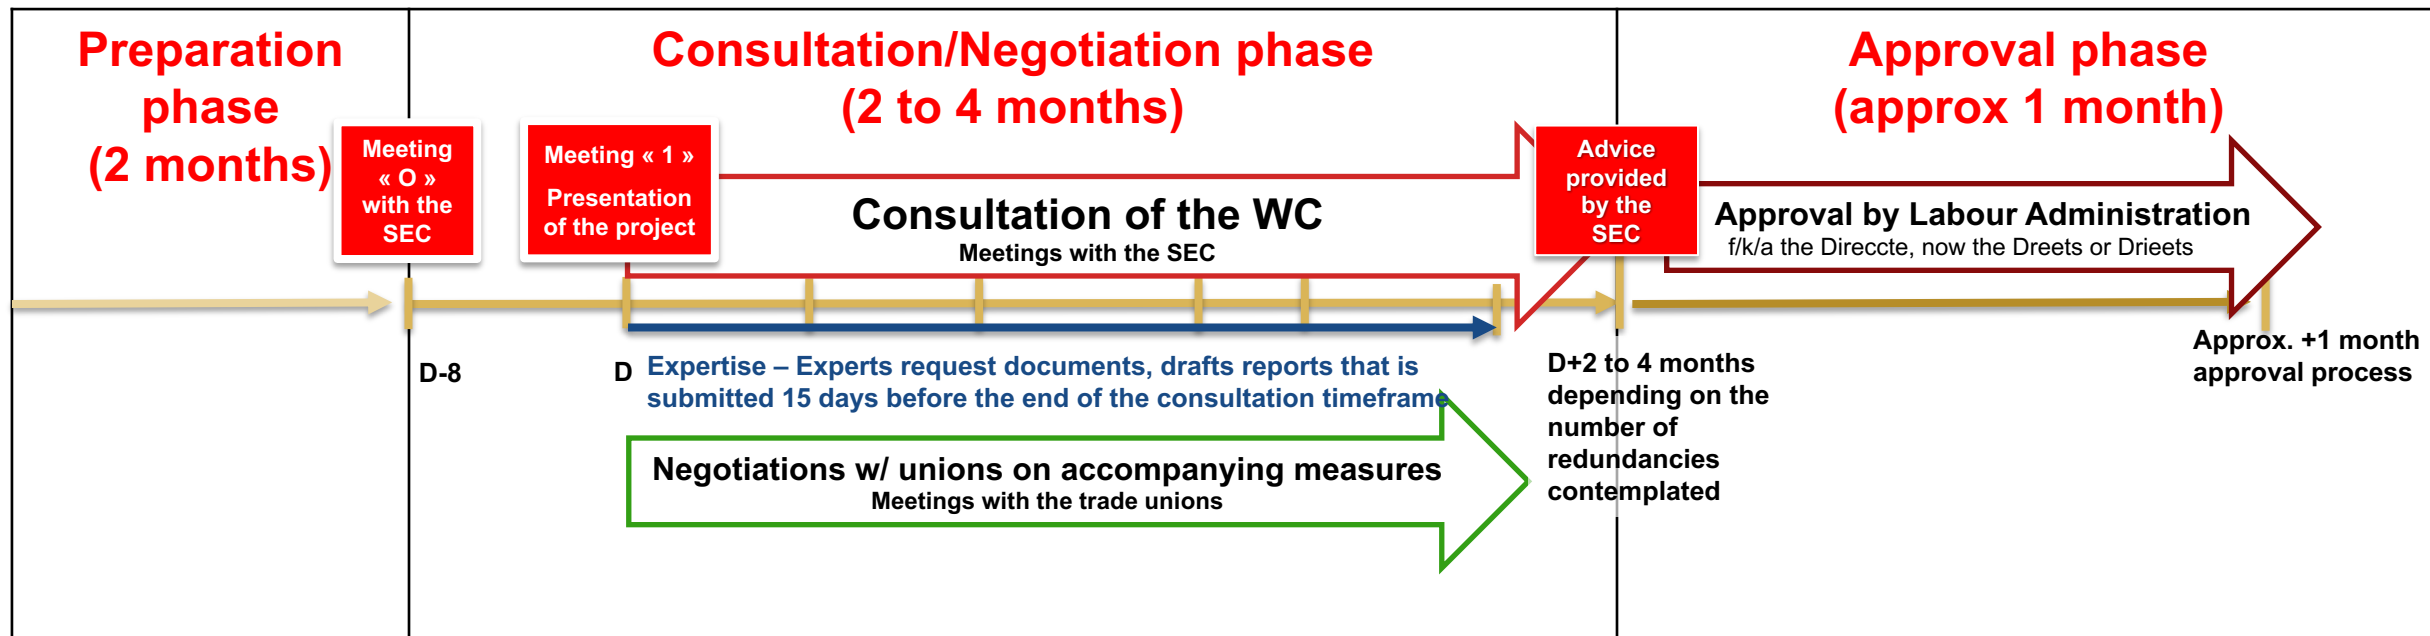 Preparation
phase
(2 months)
Consultation/Negotiation phase
(2 to 4 months)
Approval phase
(approx 1 month)
Meeting
« O »
with the
SEC
Meeting « 1 »
Presentation
of the project
Consultation of the WC
Meetings with the SEC
Advice
provided
by the
SEC
Approval by Labour Administration
f/k/a the Direccte, now the Dreets or Drieets
D-8
D
Expertise – Experts request documents, drafts reports that is
submitted 15 days before the end of the consultation timeframe
Negotiations w/ unions on accompanying measures
Meetings with the trade unions
D+2 to 4 months
depending on the
number of
redundancies
contemplated
Approx. +1 month
approval process